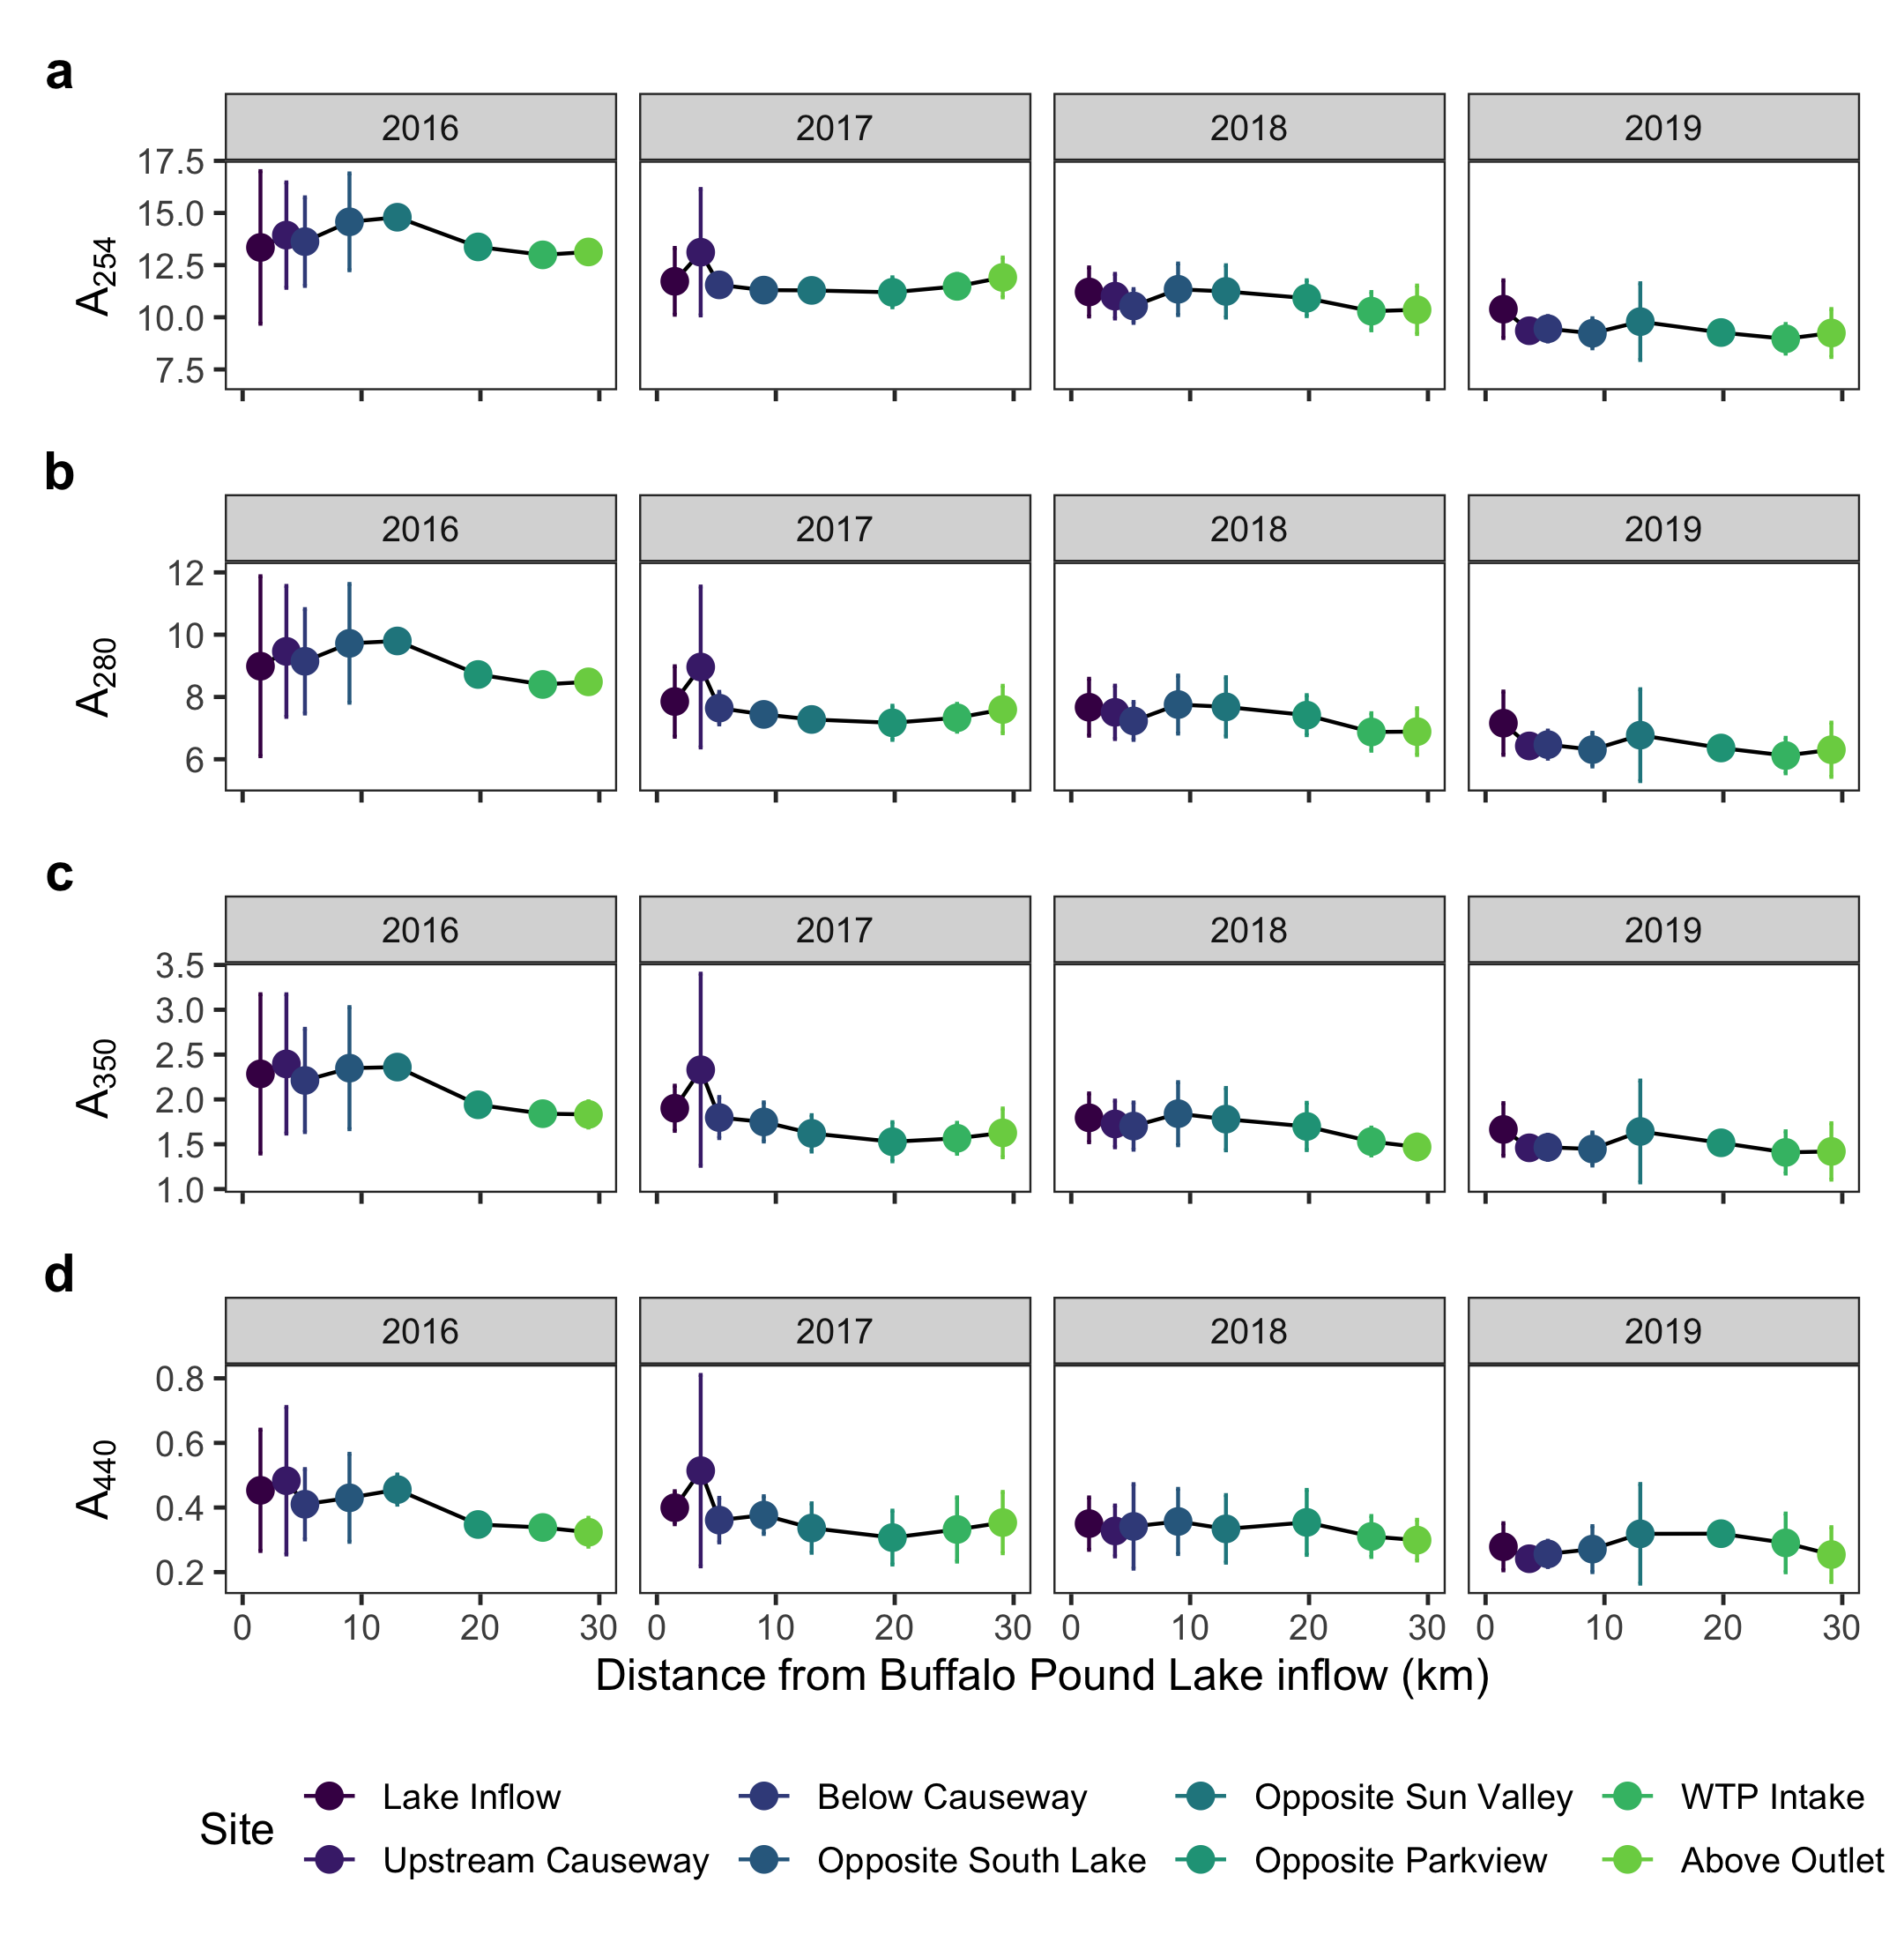 a
2016 2017 2018 2019
17.5
15.0
12.5
10.0
7.5
A254
b
2016 2017 2018 2019
12
10
8
6
A280
c
2016 2017 2018 2019
3.5
3.0
2.5
2.0
1.5
1.0
A350
d
2016 2017 2018 2019
0.8
0.6
0.4
0.2
A440
0 10 20 30 0 10 20 30 0 10 20 30 0 10 20 30
Distance from Buffalo Pound Lake inflow (km)
Site
Lake Inflow Below Causeway Opposite Sun Valley WTP Intake
Upstream Causeway Opposite South Lake Opposite Parkview Above Outlet